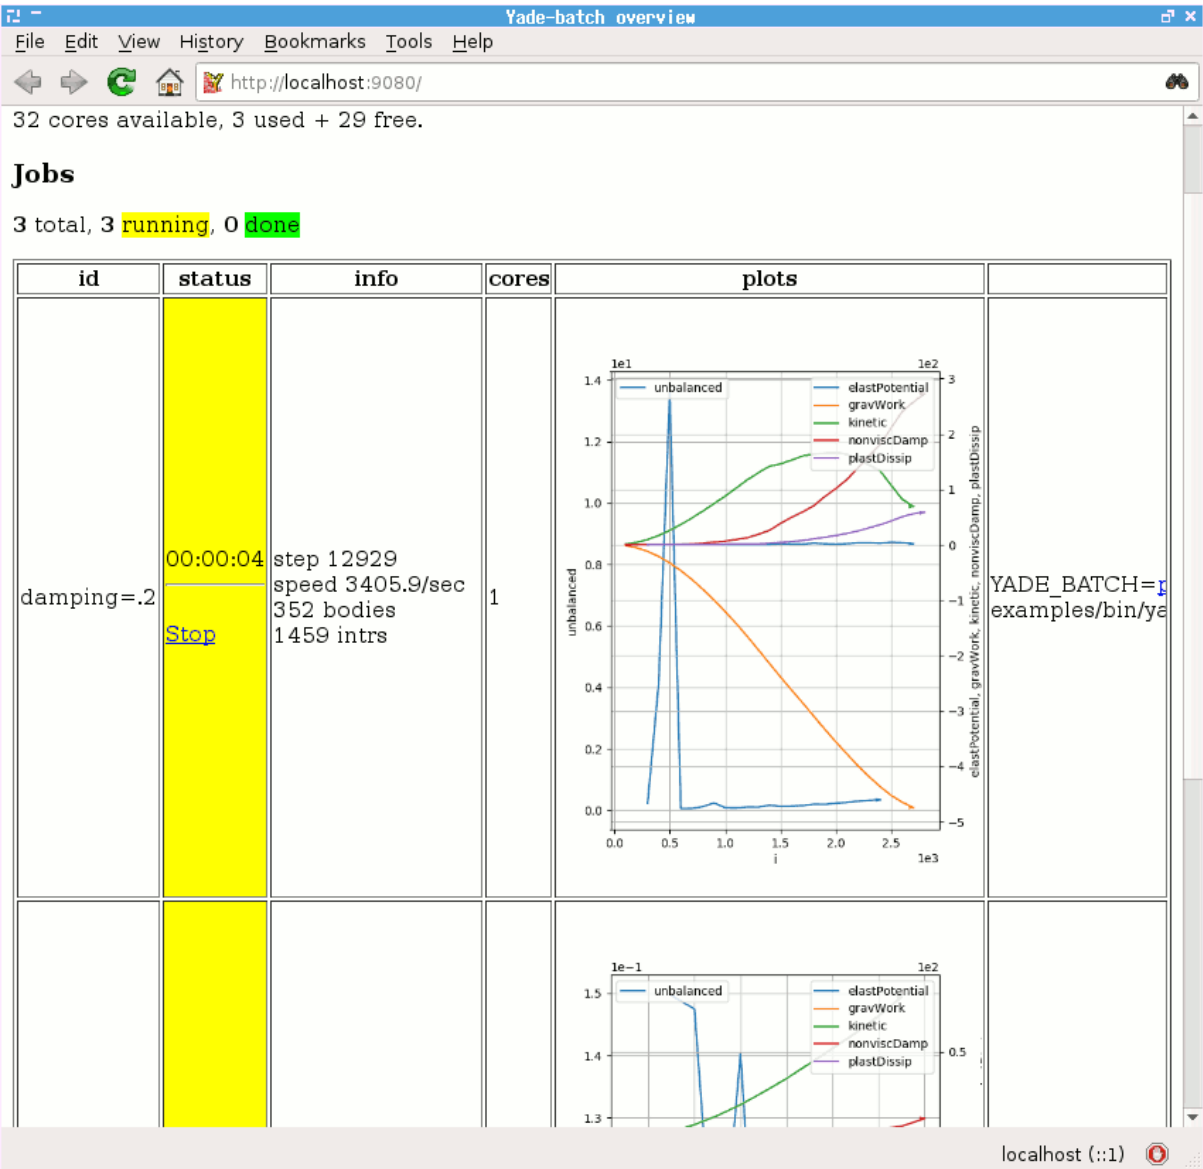 Yade-batch overview
File Edit View History Bookmarks Tools Help
http://localhost:9080/
32 cores available, 3 used + 29 free.
Jobs
3 total, 3 running, 0 done
id status info cores plots
damping=.2
00:00:04
Stop
step 12929
speed 3405.9/sec
352 bodies
1459 intrs
1
1e1 1e2
unbalanced
elastPotential
gravWork
kinetic
nonviscDamp
plastDissip
1.4
1.2
1.0
0.8
0.6
0.4
0.2
0.0
unbalanced
3
2
1
0
−1
−2
−3
−4
−5
elastPotential, gravWork, kinetic, nonviscDamp, plastDissip
0.0 0.5 1.0 1.5 2.0 2.5
i
1e3
YADE_BATCH=
examples/bin/ya
1e−1 1e2
unbalanced
elastPotential
gravWork
kinetic
nonviscDamp
plastDissip
1.5
1.4
1.3
0.5
localhost (::1)